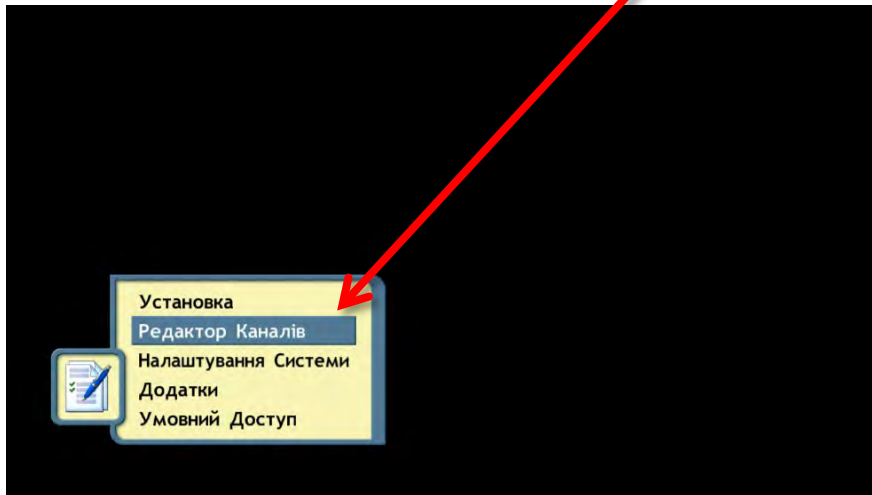 Установка
Редактор Каналів
Налаштування Системи
Додатки
Умовний Доступ